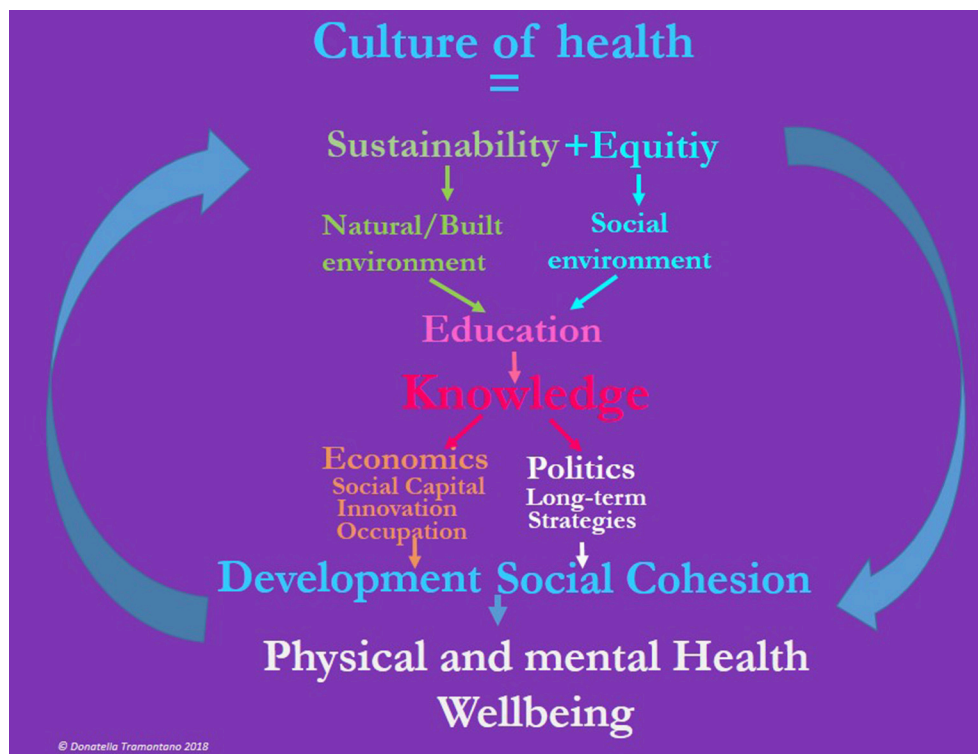 Culture of health
=
Sustainability +Equitiy
Natural/Built
environment
Social
environment
Education
Knowledge
Economics
Social Capital
Innovation
Occupation
Politics
Long-term
Strategies
Development Social Cohesion
Physical and mental Health
Wellbeing
© Donatella Tramontano 2018